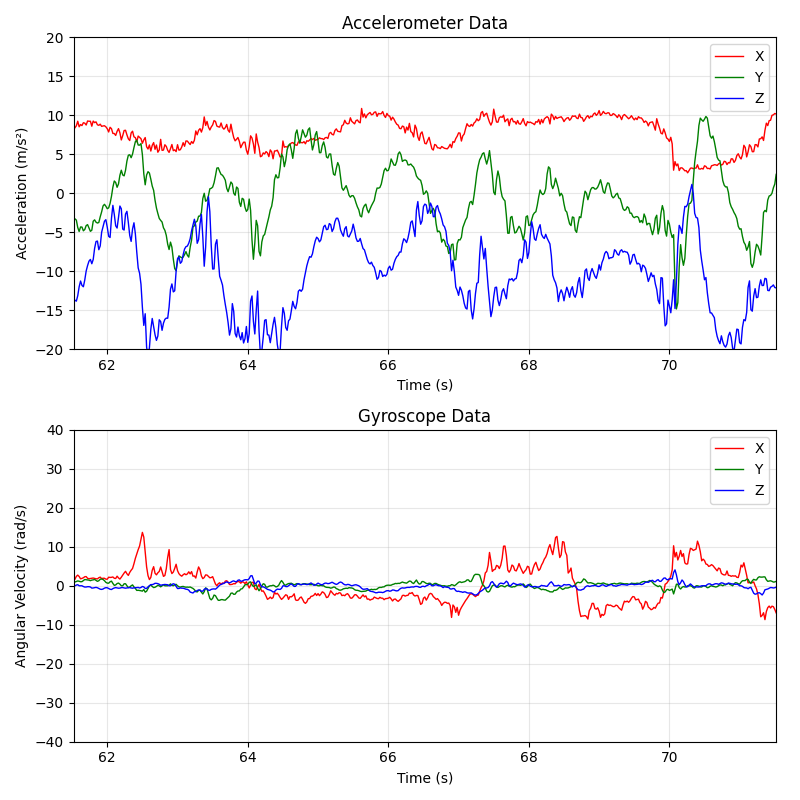 Accelerometer Data
Acceleration (m/s²)
20
15
10
5
0
−5
−10
−15
−20
X
Y
Z
62 64 66 68 70
Time (s)
Gyroscope Data
Angular Velocity (rad/s)
40
30
20
10
0
−10
−20
−30
−40
X
Y
Z
62 64 66 68 70
Time (s)